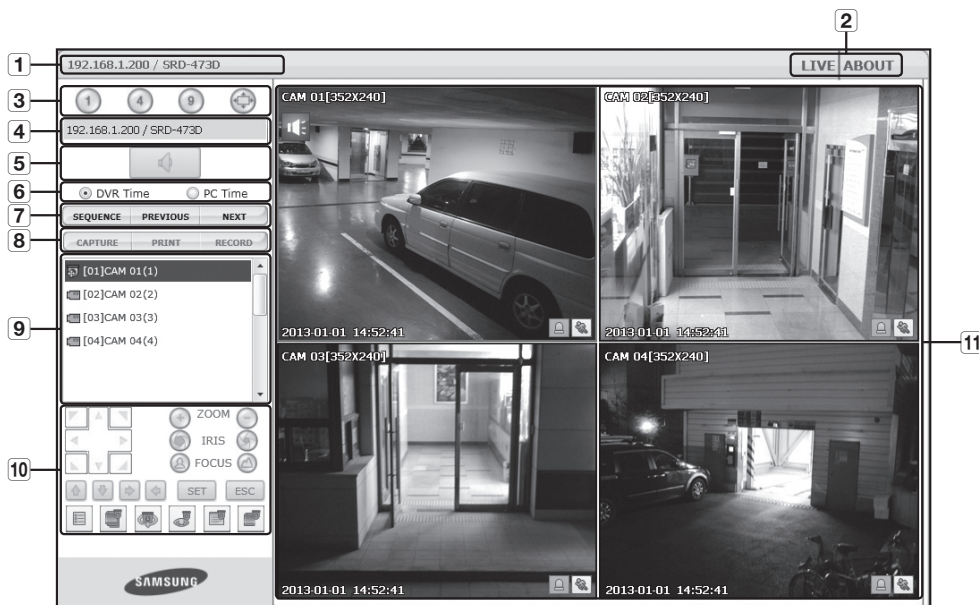 2
1
192.168.1.200 / SRD-473D
LIVE ABOUT
3
1 4 9
4
192.168.1.200 / SRD-473D
5
6
DVR Time PC Time
7
SEQUENCE PREVIOUS NEXT
8
CAPTURE PRINT RECORD
9
[01]CAM 01(1)
[02]CAM 02(2)
[03]CAM 03(3)
[04]CAM 04(4)
10
ZOOM
IRIS
FOCUS
SET ESC
SAMSUNG
CAM 01[352X240]
2013-01-01 14:52:41
CAM 02[352X240]
2013-01-01 14:52:41
CAM 03[352X240]
2013-01-01 14:52:41
CAM 04[352X240]
2013-01-01 14:52:41
11